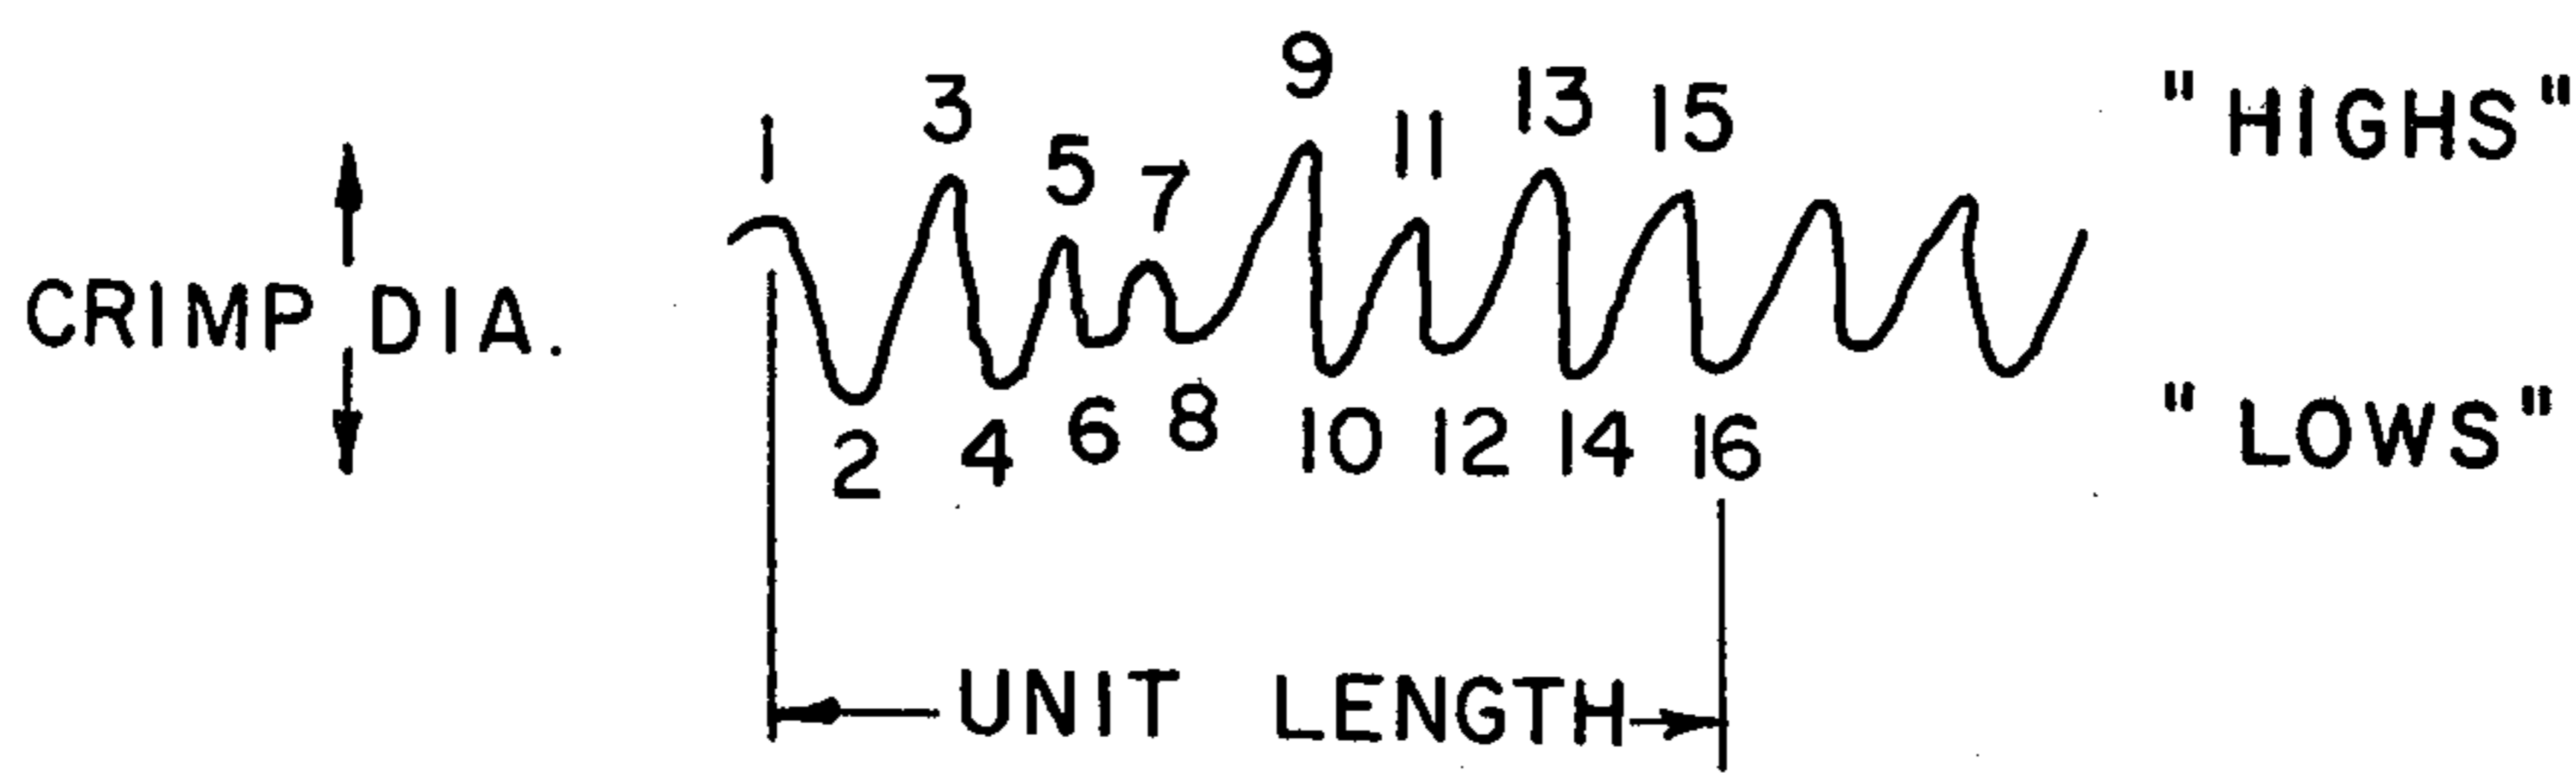 1 3 5 7 9 11 13 15 "HIGHS"
CRIMP DIA.
2 4 6 8 10 12 14 16 "LOWS"
UNIT LENGTH